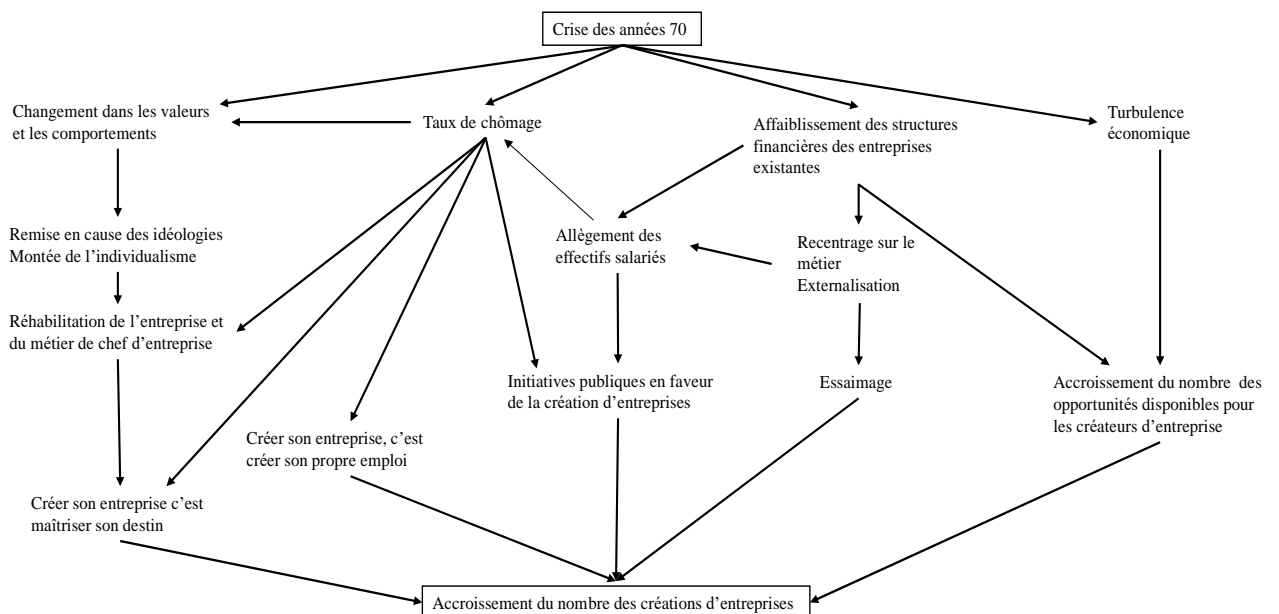 Crise des années 70
Changement dans les valeurs
et les comportements
Taux de chômage
Affaiblissement des structures
financières des entreprises
existantes
Turbulence
économique
Remise en cause des idéologies
Montée de l’individualisme
Allègement des
effectifs salariés
Recentrage sur le
métier
Externalisation
Réhabilitation de l’entreprise et
du métier de chef d’entreprise
Initiatives publiques en faveur
de la création d’entreprises
Essaimage
Accroissement du nombre des
opportunités disponibles pour
les créateurs d’entreprise
Créer son entreprise, c’est
créer son propre emploi
Créer son entreprise c’est
maîtriser son destin
Accroissement du nombre des créations d’entreprises